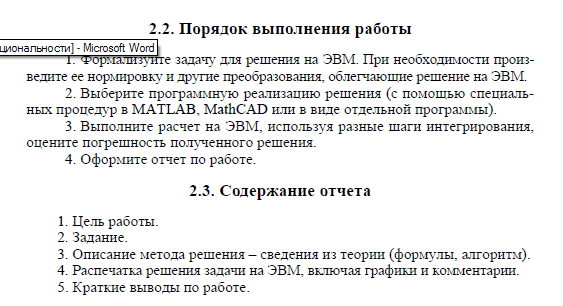 2.2. Порядок выполнения работы
циональности] - Microsoft Word
1. Формализуйте задачу для решения на ЭВМ. При необходимости произ-
ведите ее нормировку и другие преобразования, облегчающие решение на ЭВМ.
2. Выберите программную реализацию решения (с помощью специаль-
ных процедур в MATLAB, MathCAD или в виде отдельной программы).
3. Выполните расчет на ЭВМ, используя разные шаги интегрирования,
оцените погрешность полученного решения.
4. Оформите отчет по работе.
2.3. Содержание отчета
1. Цель работы.
2. Задание.
3. Описание метода решения – сведения из теории (формулы, алгоритм).
4. Распечатка решения задачи на ЭВМ, включая графики и комментарии.
5. Краткие выводы по работе.